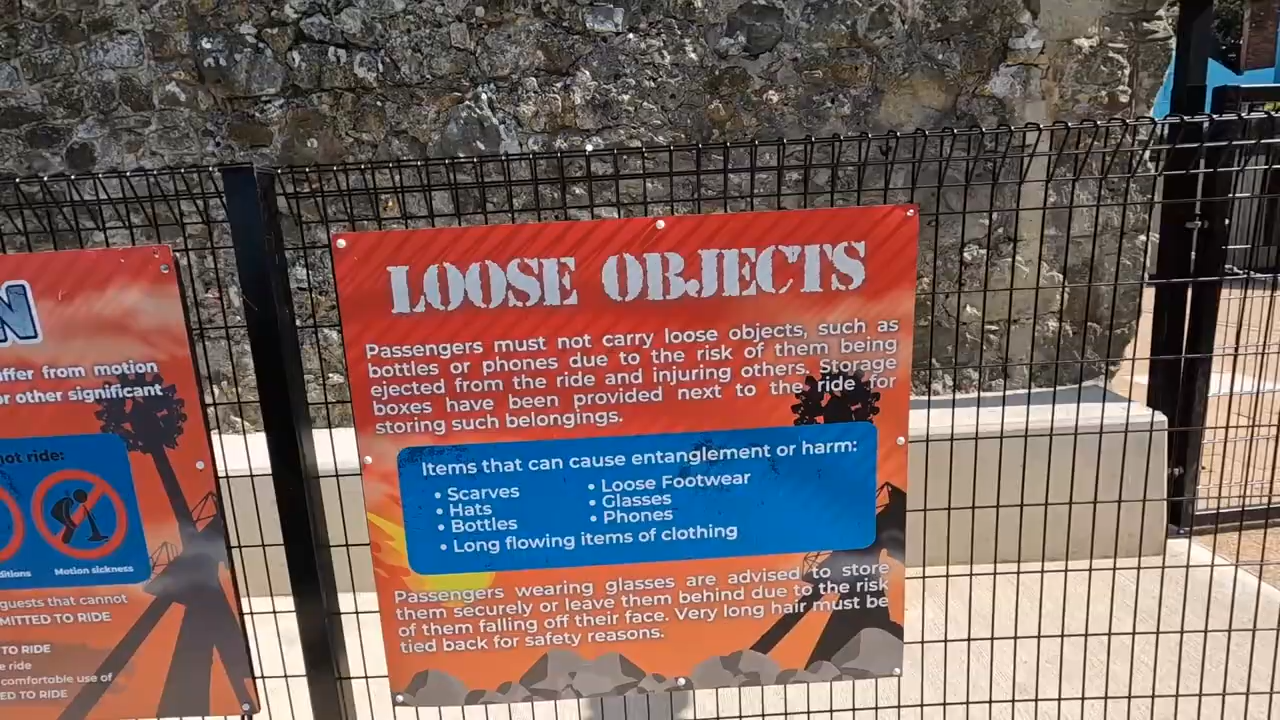 N
ffer from motion
or other significant
not ride:
ditions
Motion sickness
guests that cannot
MITTED TO RIDE
TO RIDE
e ride
comfortable use of
ED TO RIDE
LOOSE OBJECTS
Passengers must not carry loose objects, such as
bottles or phones due to the risk of them being
ejected from the ride and injuring others. Storage
boxes have been provided next to the ride for
storing such belongings.
Items that can cause entanglement or harm:
• Scarves
• Hats
• Bottles
• Loose Footwear
• Glasses
• Phones
• Long flowing items of clothing
Passengers wearing glasses are advised to store
them securely or leave them behind due to the risk
of them falling off their face. Very long hair must be
tied back for safety reasons.